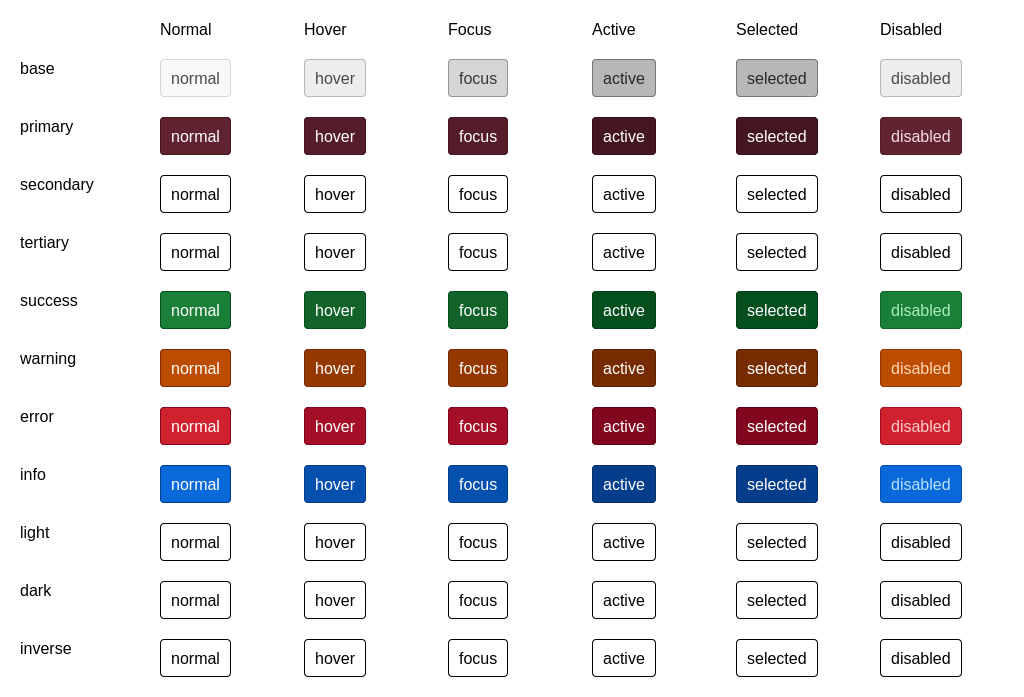 Normal Hover Focus Active Selected Disabled
base normal hover focus active selected disabled
primary normal hover focus active selected disabled
secondary normal hover focus active selected disabled
tertiary normal hover focus active selected disabled
success normal hover focus active selected disabled
warning normal hover focus active selected disabled
error normal hover focus active selected disabled
info normal hover focus active selected disabled
light normal hover focus active selected disabled
dark normal hover focus active selected disabled
inverse normal hover focus active selected disabled